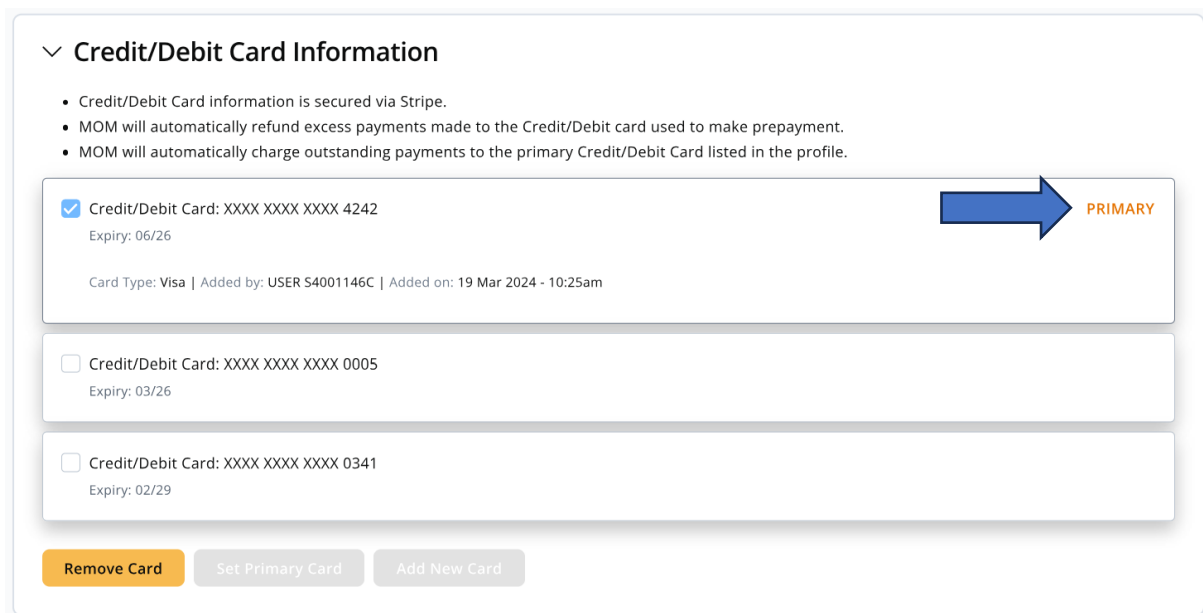 Credit/Debit Card Information
• Credit/Debit Card information is secured via Stripe.
• MOM will automatically refund excess payments made to the Credit/Debit card used to make prepayment.
• MOM will automatically charge outstanding payments to the primary Credit/Debit Card listed in the profile.
Credit/Debit Card: XXXX XXXX XXXX 4242 PRIMARY
Expiry: 06/26
Card Type: Visa | Added by: USER S4001146C | Added on: 19 Mar 2024 - 10:25am
Credit/Debit Card: XXXX XXXX XXXX 0005
Expiry: 03/26
Credit/Debit Card: XXXX XXXX XXXX 0341
Expiry: 02/29
Remove Card Set Primary Card Add New Card